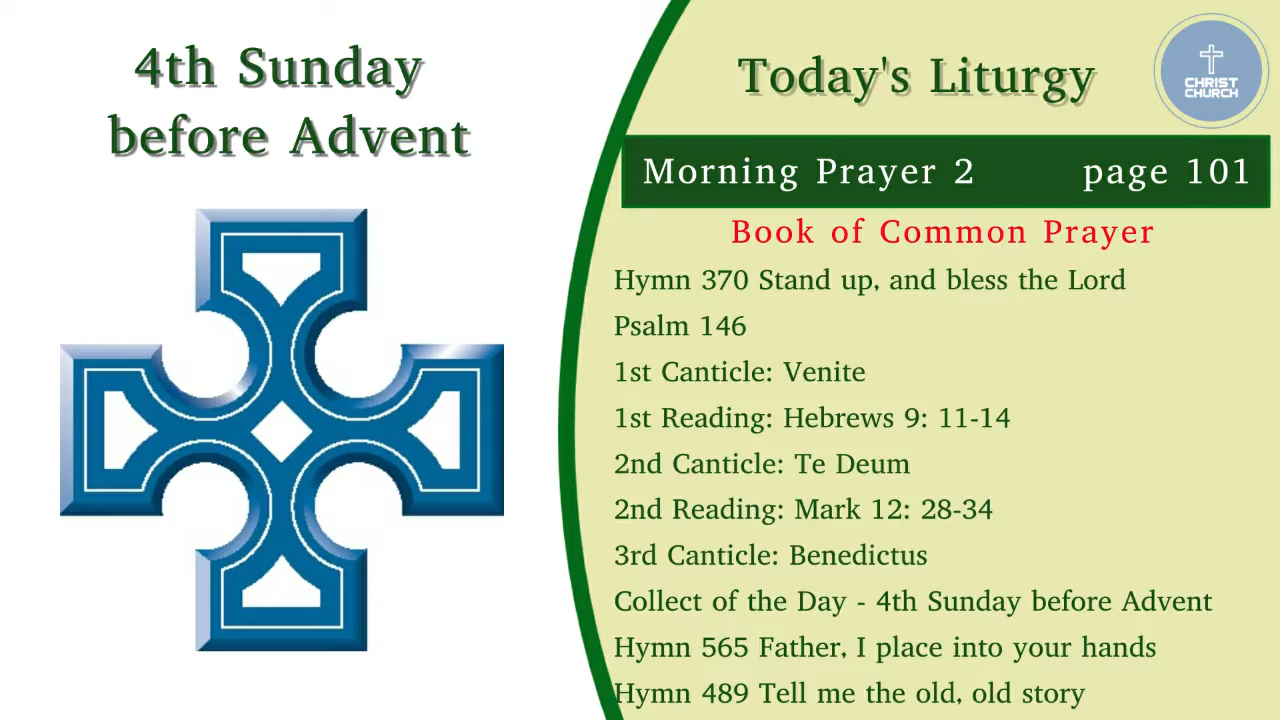 4th Sunday
before Advent
Today's Liturgy
CHRIST
CHURCH
Morning Prayer 2 page 101
Book of Common Prayer
Hymn 370 Stand up, and bless the Lord
Psalm 146
1st Canticle: Venite
1st Reading: Hebrews 9: 11-14
2nd Canticle: Te Deum
2nd Reading: Mark 12: 28-34
3rd Canticle: Benedictus
Collect of the Day - 4th Sunday before Advent
Hymn 565 Father, I place into your hands
Hymn 489 Tell me the old, old story